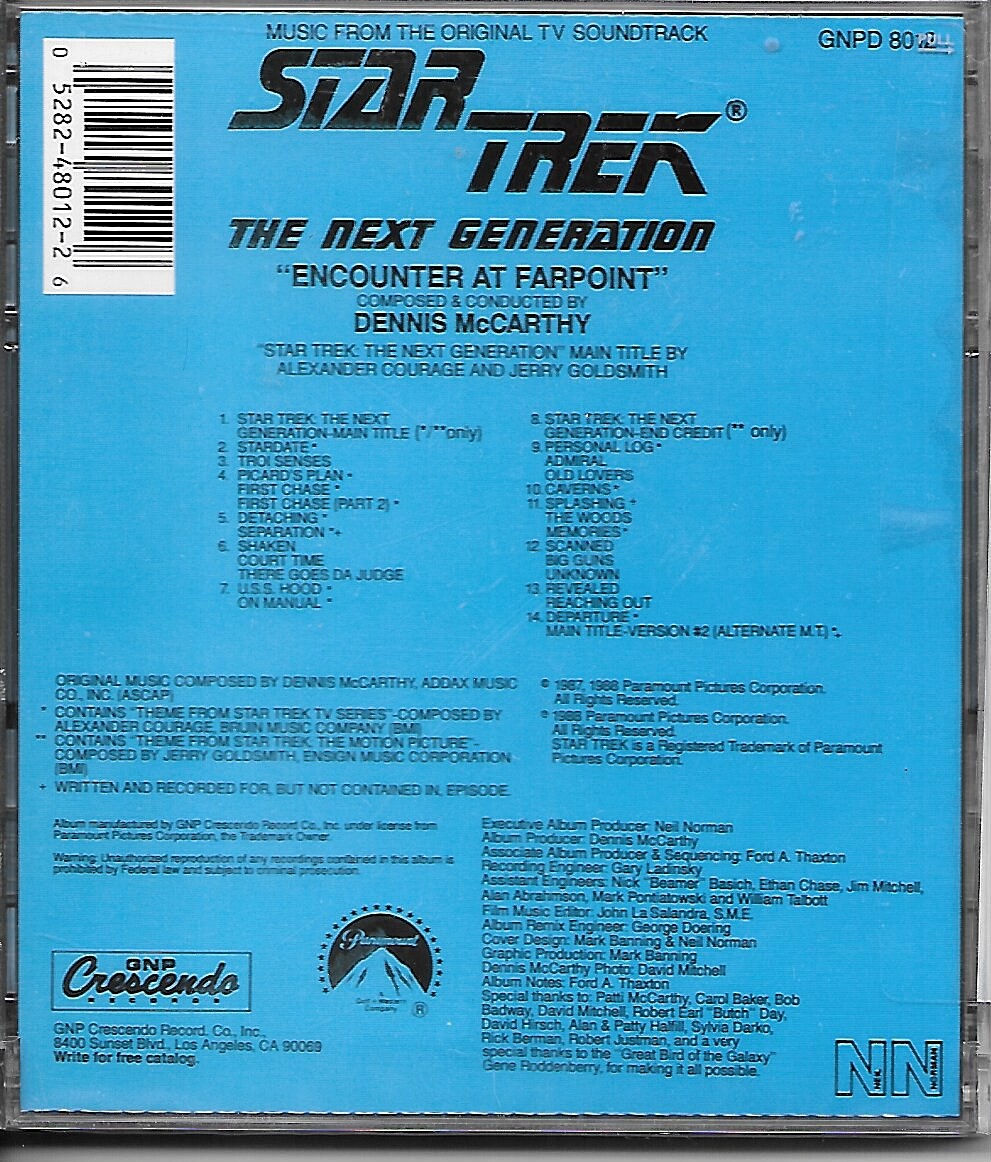 MUSIC FROM THE ORIGINAL TV SOUNDTRACK
GNPD 8012
0 5282-48012-2 6
STAR
TREK®
THE NEXT GENERATION
"ENCOUNTER AT FARPOINT"
COMPOSED & CONDUCTED BY
DENNIS McCARTHY
"STAR TREK: THE NEXT GENERATION" MAIN TITLE BY
ALEXANDER COURAGE AND JERRY GOLDSMITH
1. STAR TREK: THE NEXT
GENERATION-MAIN TITLE (*/**only)
2. STARDATE *
3. TROI SENSES
4. PICARD'S PLAN *
FIRST CHASE *
FIRST CHASE (PART 2) *
5. DETACHING *
SEPARATION *+
6. SHAKEN
COURT TIME
THERE GOES DA JUDGE
7. U.S.S. HOOD *
ON MANUAL *
8. STAR TREK: THE NEXT
GENERATION-END CREDIT (** only)
9. PERSONAL LOG *
ADMIRAL
OLD LOVERS
10. CAVERNS *
11. SPLASHING +
THE WOODS
MEMORIES *
12. SCANNED
BIG GUNS
UNKNOWN
13. REVEALED
REACHING OUT
14. DEPARTURE *
MAIN TITLE-VERSION #2 (ALTERNATE M.T.) *+
ORIGINAL MUSIC COMPOSED BY DENNIS McCARTHY, ADDAX MUSIC
CO., INC. (ASCAP)
* CONTAINS "THEME FROM STAR TREK TV SERIES"-COMPOSED BY
ALEXANDER COURAGE, BRUIN MUSIC COMPANY (BMI)
** CONTAINS "THEME FROM STAR TREK: THE MOTION PICTURE"-
COMPOSED BY JERRY GOLDSMITH, ENSIGN MUSIC CORPORATION
(BMI)
+ WRITTEN AND RECORDED FOR, BUT NOT CONTAINED IN, EPISODE.
© 1987, 1988 Paramount Pictures Corporation.
All Rights Reserved.
℗ 1988 Paramount Pictures Corporation.
All Rights Reserved.
STAR TREK is a Registered Trademark of Paramount
Pictures Corporation.
Album manufactured by GNP Crescendo Record Co., Inc. under license from
Paramount Pictures Corporation, the Trademark Owner.
Warning: Unauthorized reproduction of any recordings contained in this album is
prohibited by Federal law and subject to criminal prosecution.
Executive Album Producer: Neil Norman
Album Producer: Dennis McCarthy
Associate Album Producer & Sequencing: Ford A. Thaxton
Recording Engineer: Gary Ladinsky
Assistant Engineers: Nick "Beamer" Basich, Ethan Chase, Jim Mitchell,
Alan Abrahmson, Mark Pontiatowski and William Talbott
Film Music Editor: John La Salandra, S.M.E.
Album Remix Engineer: George Doering
Cover Design: Mark Banning & Neil Norman
Graphic Production: Mark Banning
Dennis McCarthy Photo: David Mitchell
Album Notes: Ford A. Thaxton
Special thanks to: Patti McCarthy, Carol Baker, Bob
Badway, David Mitchell, Robert Earl "Butch" Day,
David Hirsch, Alan & Patty Halfill, Sylvia Darko,
Rick Berman, Robert Justman, and a very
special thanks to the "Great Bird of the Galaxy"
Gene Roddenberry, for making it all possible.
GNP
Crescendo
RECORDS
Paramount
A
Gulf + Western
Company ®
GNP Crescendo Record. Co., Inc.,
8400 Sunset Blvd., Los Angeles, CA 90069
Write for free catalog.
NEIL NORMAN
NN